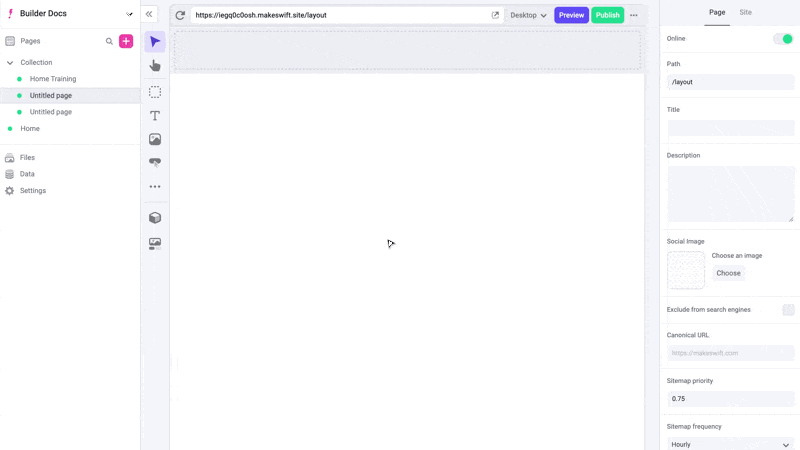 Builder Docs
Pages
Collection
Home Training
Untitled page
Untitled page
Home
Files
Data
Settings
https://iegq0c0osh.makeswift.site/layout
Desktop
Preview
Publish
Page
Site
Online
Path
/layout
Title
Description
Social Image
Choose an image
Choose
Exclude from search engines
Canonical URL
https://makeswift.com
Sitemap priority
0.75
Sitemap frequency
Hourly